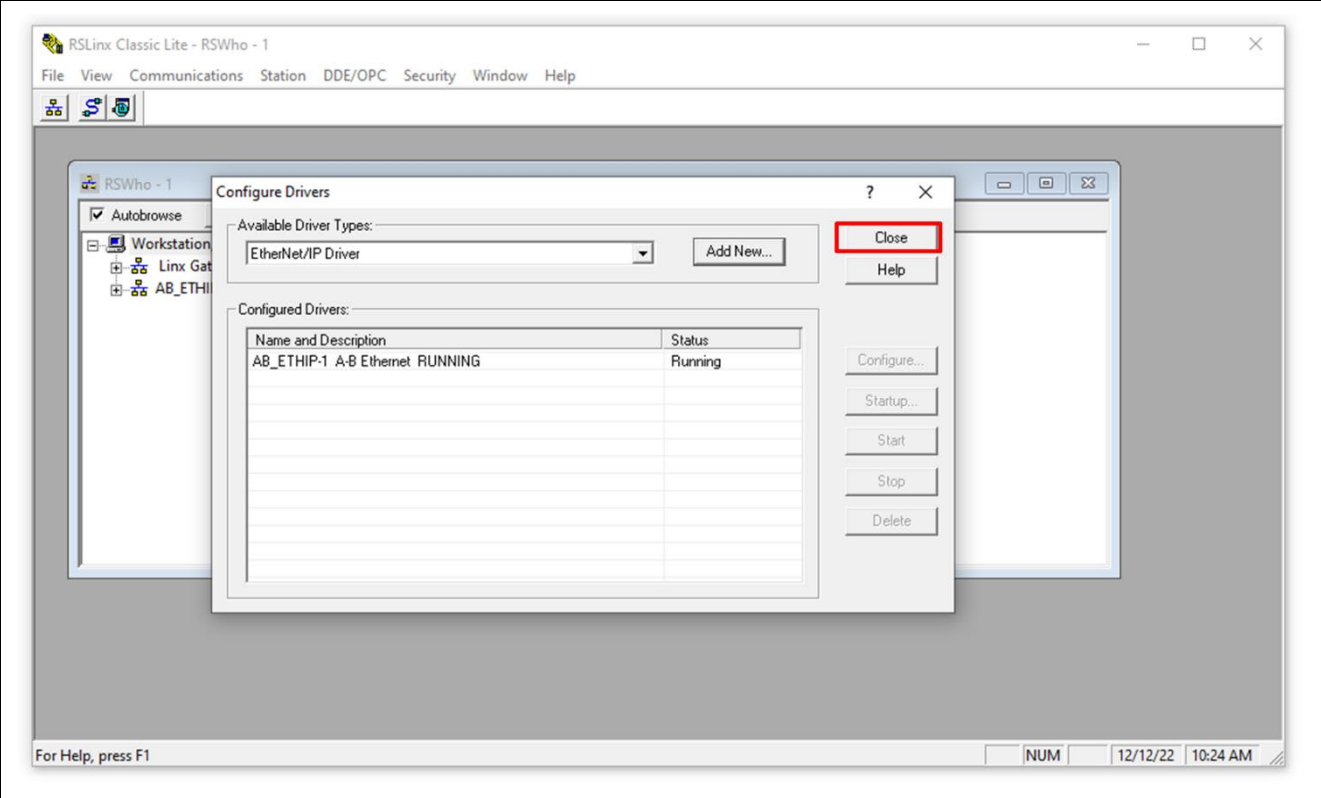 RSLinx Classic Lite - RSWho - 1
File View Communications Station DDE/OPC Security Window Help
RSWho - 1
Configure Drivers
?
Autobrowse
Available Driver Types:
Close
Workstation
EtherNet/IP Driver
Add New...
Linx Gat
Help
AB_ETHI
Configured Drivers:
Name and Description Status
AB_ETHIP-1 A-B Ethernet RUNNING Running
Configure...
Startup...
Start
Stop
Delete
For Help, press F1
NUM 12/12/22 10:24 AM